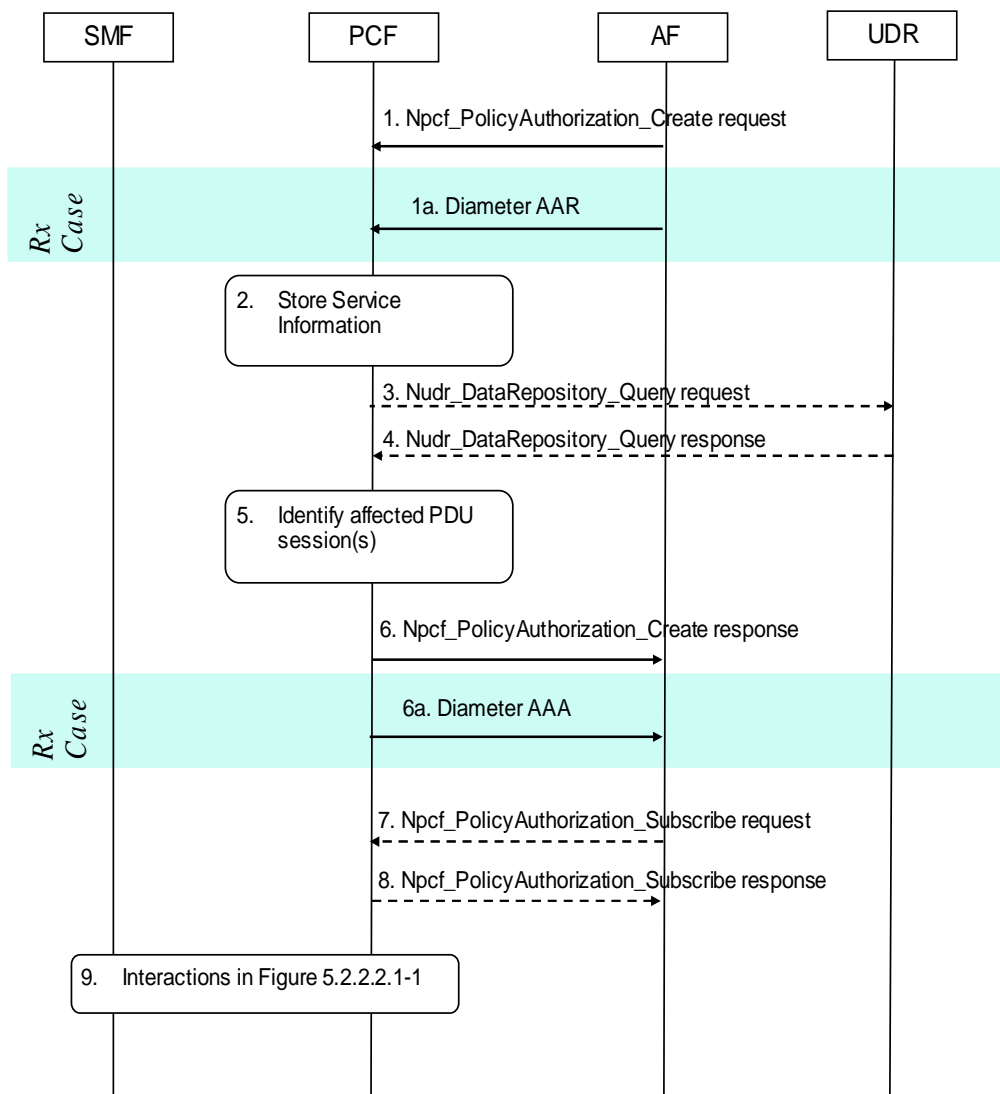 SMF
PCF
AF
UDR
1. Npcf_PolicyAuthorization_Create request
Rx
Case
1a. Diameter AAR
2. Store Service
Information
3. Nudr_DataRepository_Query request
4. Nudr_DataRepository_Query response
5. Identify affected PDU
session(s)
6. Npcf_PolicyAuthorization_Create response
Rx
Case
6a. Diameter AAA
7. Npcf_PolicyAuthorization_Subscribe request
8. Npcf_PolicyAuthorization_Subscribe response
9. Interactions in Figure 5.2.2.2.1-1